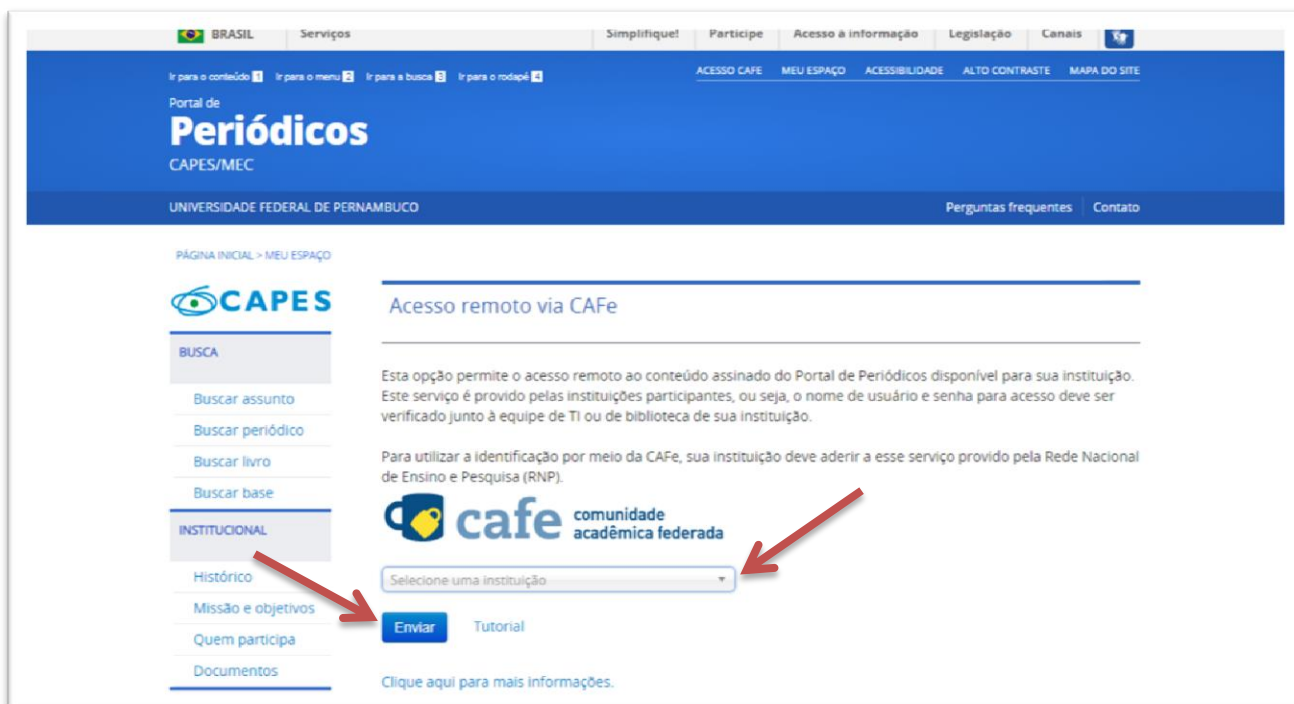 BRASIL Serviços Simplifique! Participe Acesso à informação Legislação Canais
Ir para o conteúdo 1 Ir para o menu 2 Ir para a busca 3 Ir para o rodapé 4 ACESSO CAFE MEU ESPAÇO ACESSIBILIDADE ALTO CONTRASTE MAPA DO SITE
Portal de
Periódicos
CAPES/MEC
UNIVERSIDADE FEDERAL DE PERNAMBUCO Perguntas frequentes Contato
PÁGINA INICIAL > MEU ESPAÇO
CAPES
BUSCA
Buscar assunto
Buscar periódico
Buscar livro
Buscar base
INSTITUCIONAL
Histórico
Missão e objetivos
Quem participa
Documentos
Acesso remoto via CAFe
Esta opção permite o acesso remoto ao conteúdo assinado do Portal de Periódicos disponível para sua instituição.
Este serviço é provido pelas instituições participantes, ou seja, o nome de usuário e senha para acesso deve ser
verificado junto à equipe de TI ou de biblioteca de sua instituição.
Para utilizar a identificação por meio da CAFe, sua instituição deve aderir a esse serviço provido pela Rede Nacional
de Ensino e Pesquisa (RNP).
cafe comunidade
acadêmica federada
Selecione uma instituição
Enviar Tutorial
Clique aqui para mais informações.